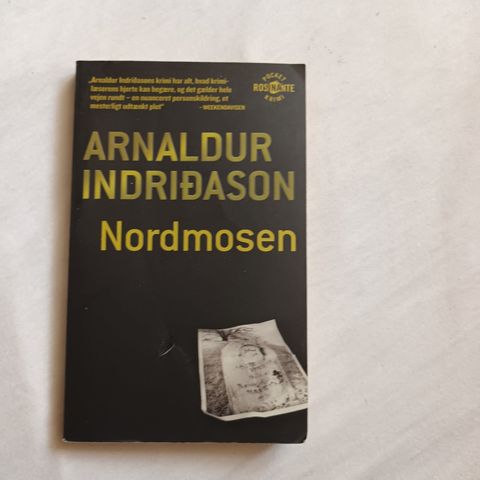 „Arnaldur Indriðasons krimi har alt, hvad krimi-
læserens hjerte kan begære, og det gælder hele
vejen rundt – en nuanceret personskildring, et
mesterligt udtænkt plot”
– WEEKENDAVISEN
POCKET
ROSINANTE
KRIMI
ARNALDUR
INDRIÐASON
Nordmosen